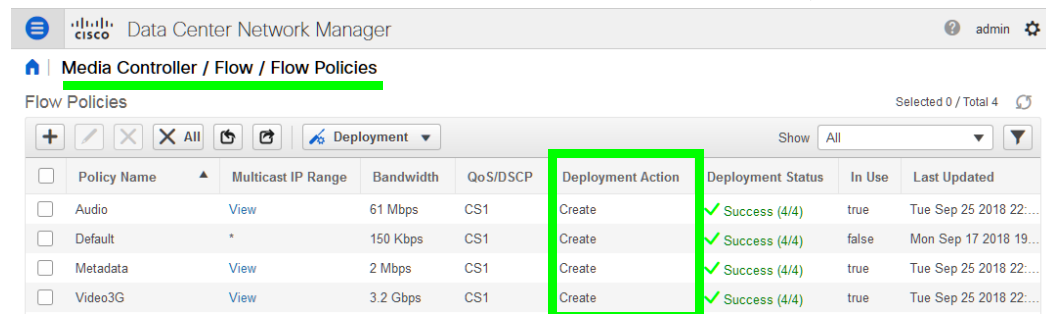 CISCO Data Center Network Manager admin
Media Controller / Flow / Flow Policies
Flow Policies Selected 0 / Total 4
All Deployment Show All
Policy Name Multicast IP Range Bandwidth QoS/DSCP Deployment Action Deployment Status In Use Last Updated
Audio View 61 Mbps CS1 Create Success (4/4) true Tue Sep 25 2018 22:...
Default * 150 Kbps CS1 Create Success (4/4) false Mon Sep 17 2018 19...
Metadata View 2 Mbps CS1 Create Success (4/4) true Tue Sep 25 2018 22:...
Video3G View 3.2 Gbps CS1 Create Success (4/4) true Tue Sep 25 2018 22:...